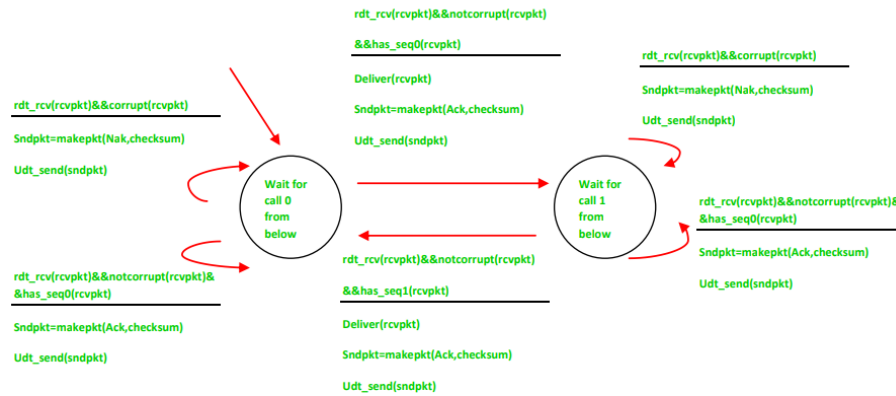 rdt_rcv(rcvpkt)&&notcorrupt(rcvpkt)
&&has_seq0(rcvpkt)
Deliver(rcvpkt)
Sndpkt=makepkt(Ack,checksum)
Udt_send(sndpkt)
rdt_rcv(rcvpkt)&&corrupt(rcvpkt)
Sndpkt=makepkt(Nak,checksum)
Udt_send(sndpkt)
rdt_rcv(rcvpkt)&&corrupt(rcvpkt)
Sndpkt=makepkt(Nak,checksum)
Udt_send(sndpkt)
Wait for
call 0
from
below
Wait for
call 1
from
below
rdt_rcv(rcvpkt)&&notcorrupt(rcvpkt)&
&has_seq0(rcvpkt)
Sndpkt=makepkt(Ack,checksum)
Udt_send(sndpkt)
rdt_rcv(rcvpkt)&&notcorrupt(rcvpkt)&
&has_seq0(rcvpkt)
Sndpkt=makepkt(Ack,checksum)
Udt_send(sndpkt)
rdt_rcv(rcvpkt)&&notcorrupt(rcvpkt)
&&has_seq1(rcvpkt)
Deliver(rcvpkt)
Sndpkt=makepkt(Ack,checksum)
Udt_send(sndpkt)